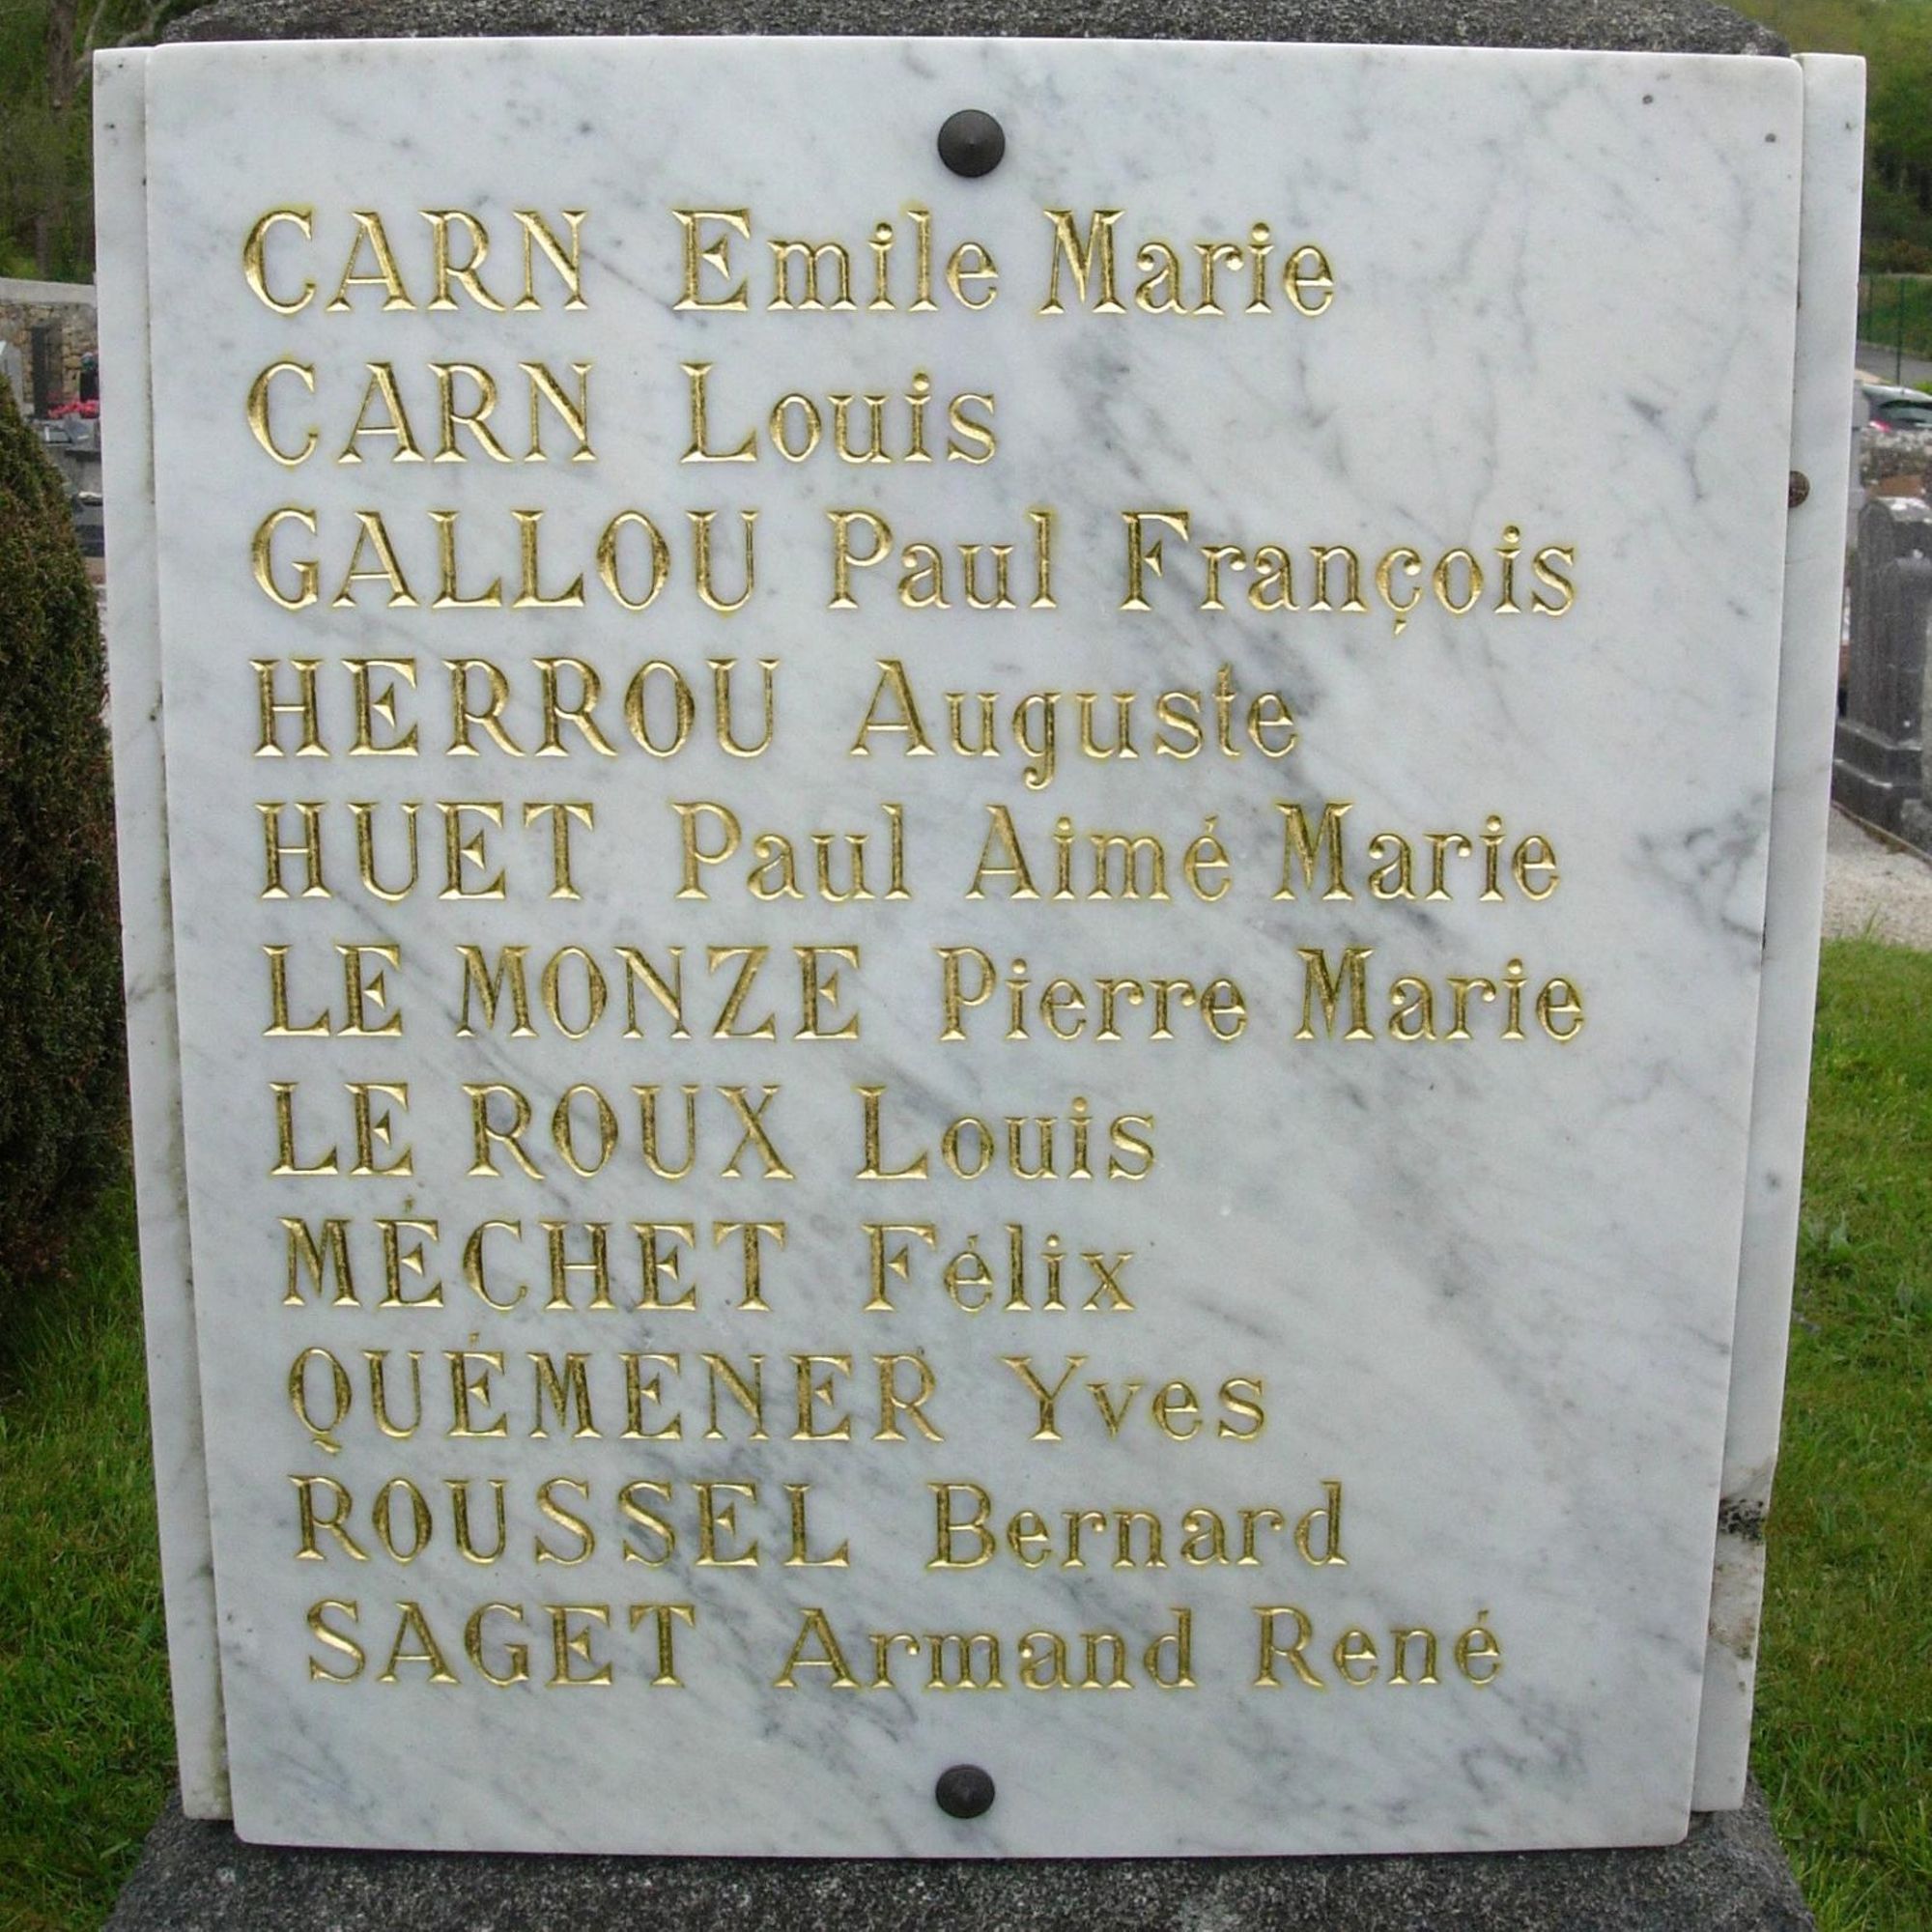 CARN Emile Marie
CARN Louis
GALLOU Paul François
HERROU Auguste
HUET Paul Aimé Marie
LE MONZE Pierre Marie
LE ROUX Louis
MÉCHET Félix
QUÉMENER Yves
ROUSSEL Bernard
SAGET Armand René